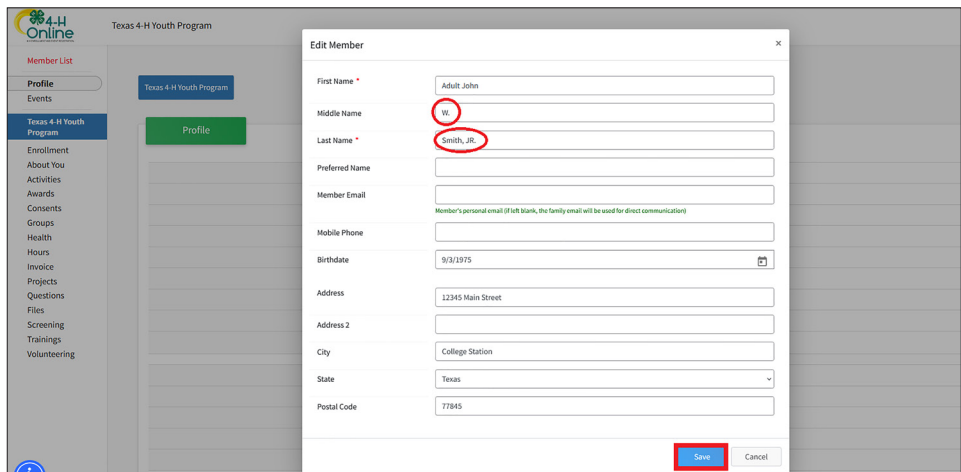 4-H
Online
Texas 4-H Youth Program
Member List
Profile
Events
Texas 4-H Youth
Program
Enrollment
About You
Activities
Awards
Consents
Groups
Health
Hours
Invoice
Projects
Questions
Files
Screening
Trainings
Volunteering
Texas 4-H Youth Program
Profile
Edit Member
×
First Name *
Adult John
Middle Name
W.
Last Name *
Smith, JR.
Preferred Name
Member Email
Member's personal email (if left blank, the family email will be used for direct communication)
Mobile Phone
Birthdate
9/3/1975
Address
12345 Main Street
Address 2
City
College Station
State
Texas
Postal Code
77845
Save
Cancel